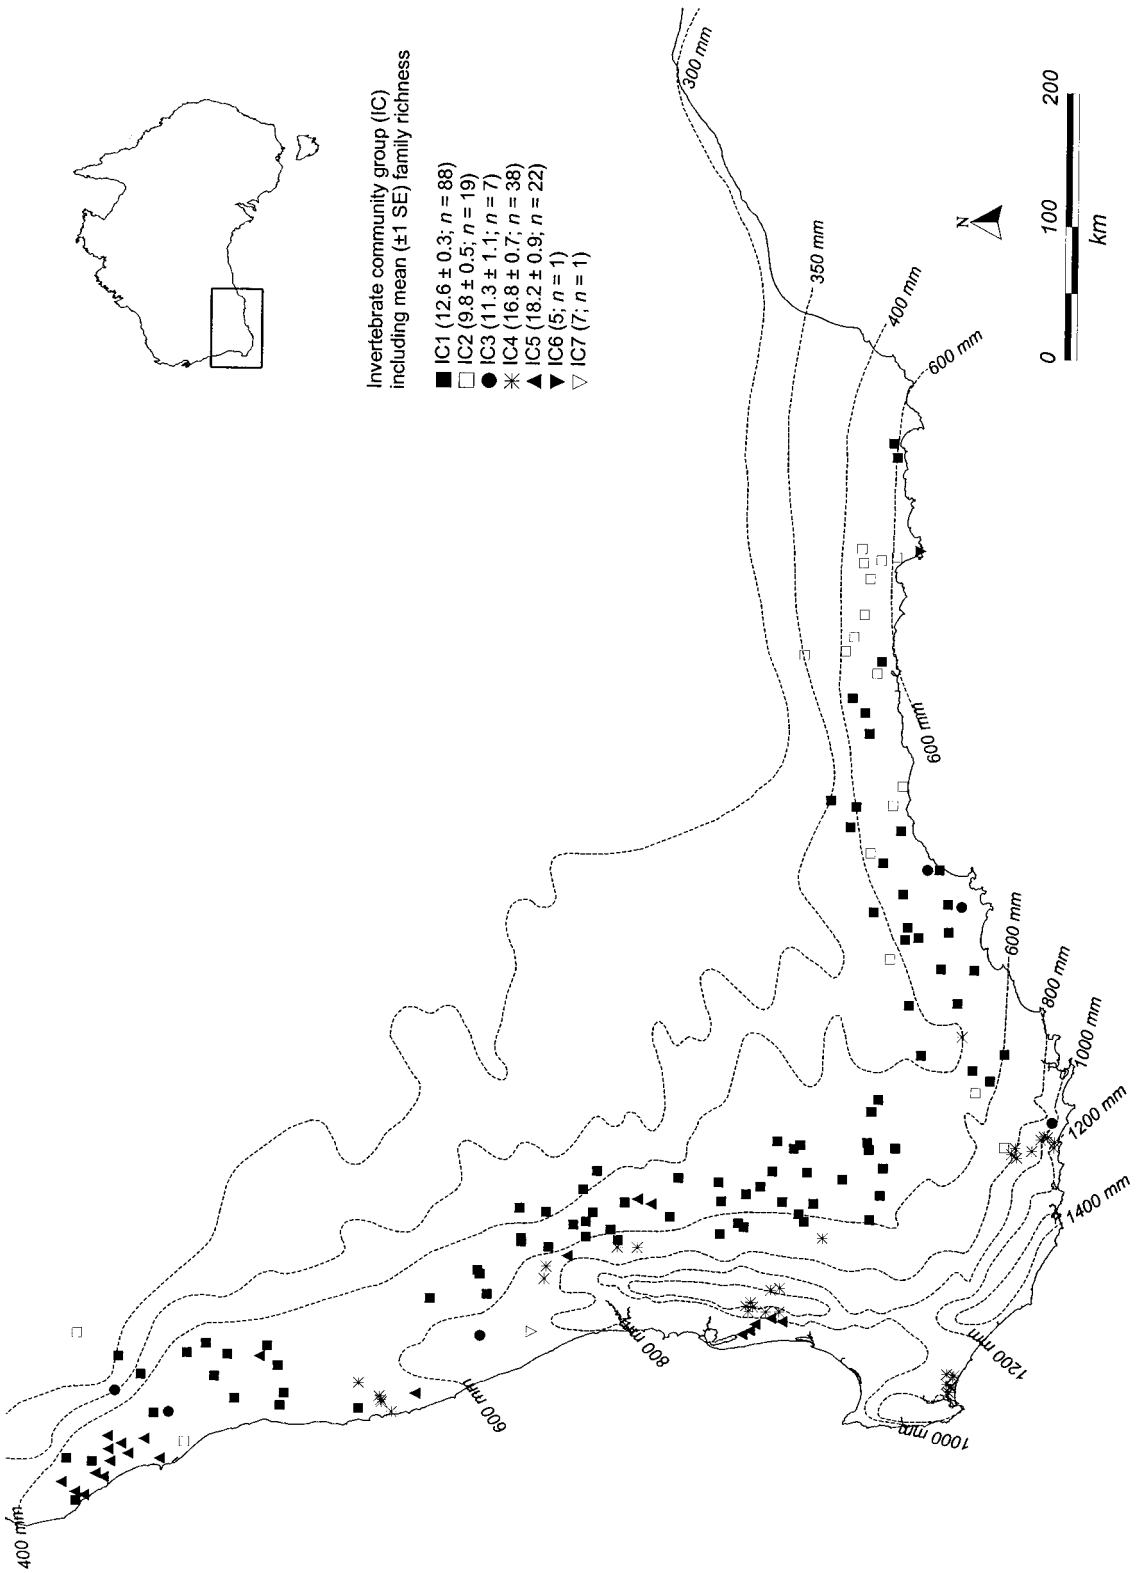 Invertebrate community group (IC)
including mean (±1 SE) family richness
IC1 (12.6 ± 0.3; n = 88)
IC2 (9.8 ± 0.5; n = 19)
IC3 (11.3 ± 1.1; n = 7)
IC4 (16.8 ± 0.7; n = 38)
IC5 (18.2 ± 0.9; n = 22)
IC6 (5; n = 1)
IC7 (7; n = 1)
300 mm
350 mm
400 mm
600 mm
600 mm
600 mm
800 mm
1000 mm
1200 mm
1400 mm
1200 mm
1000 mm
800 mm
600 mm
400 mm
N
0 100 200
km